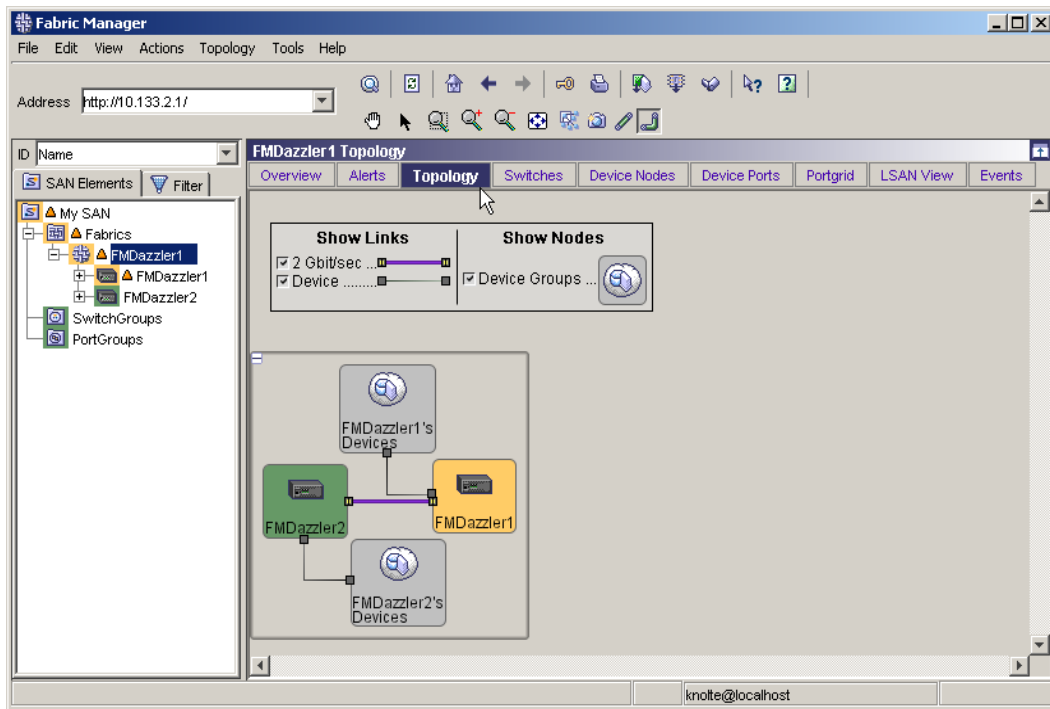 Fabric Manager
File Edit View Actions Topology Tools Help
Address http://10.133.2.1/
ID Name
SAN Elements Filter
My SAN
Fabrics
FMDazzler1
FMDazzler1
FMDazzler2
SwitchGroups
PortGroups
FMDazzler1 Topology
Overview Alerts Topology Switches Device Nodes Device Ports Portgrid LSAN View Events
Show Links
2 Gbit/sec ...
Device .........
Show Nodes
Device Groups ...
FMDazzler1's
Devices
FMDazzler2
FMDazzler1
FMDazzler2's
Devices
knolte@localhost